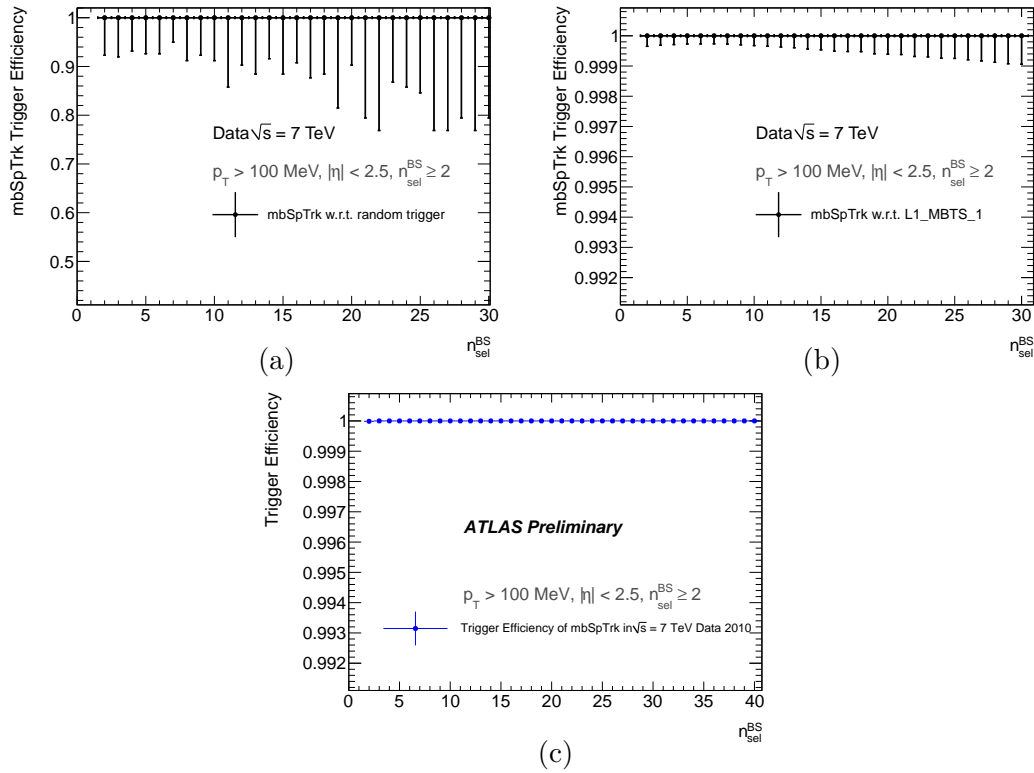 mbSpTrk Trigger Efficiency
1
0.9
0.8
0.7
0.6
0.5
Data√s = 7 TeV
p_T > 100 MeV, |η| < 2.5, n_sel^BS ≥ 2
mbSpTrk w.r.t. random trigger
0 5 10 15 20 25 30
n_sel^BS
(a)
mbSpTrk Trigger Efficiency
1
0.999
0.998
0.997
0.996
0.995
0.994
0.993
0.992
Data√s = 7 TeV
p_T > 100 MeV, |η| < 2.5, n_sel^BS ≥ 2
mbSpTrk w.r.t. L1_MBTS_1
0 5 10 15 20 25 30
n_sel^BS
(b)
Trigger Efficiency
1
0.999
0.998
0.997
0.996
0.995
0.994
0.993
0.992
ATLAS Preliminary
p_T > 100 MeV, |η| < 2.5, n_sel^BS ≥ 2
Trigger Efficiency of mbSpTrk in√s = 7 TeV Data 2010
0 5 10 15 20 25 30 35 40
n_sel^BS
(c)